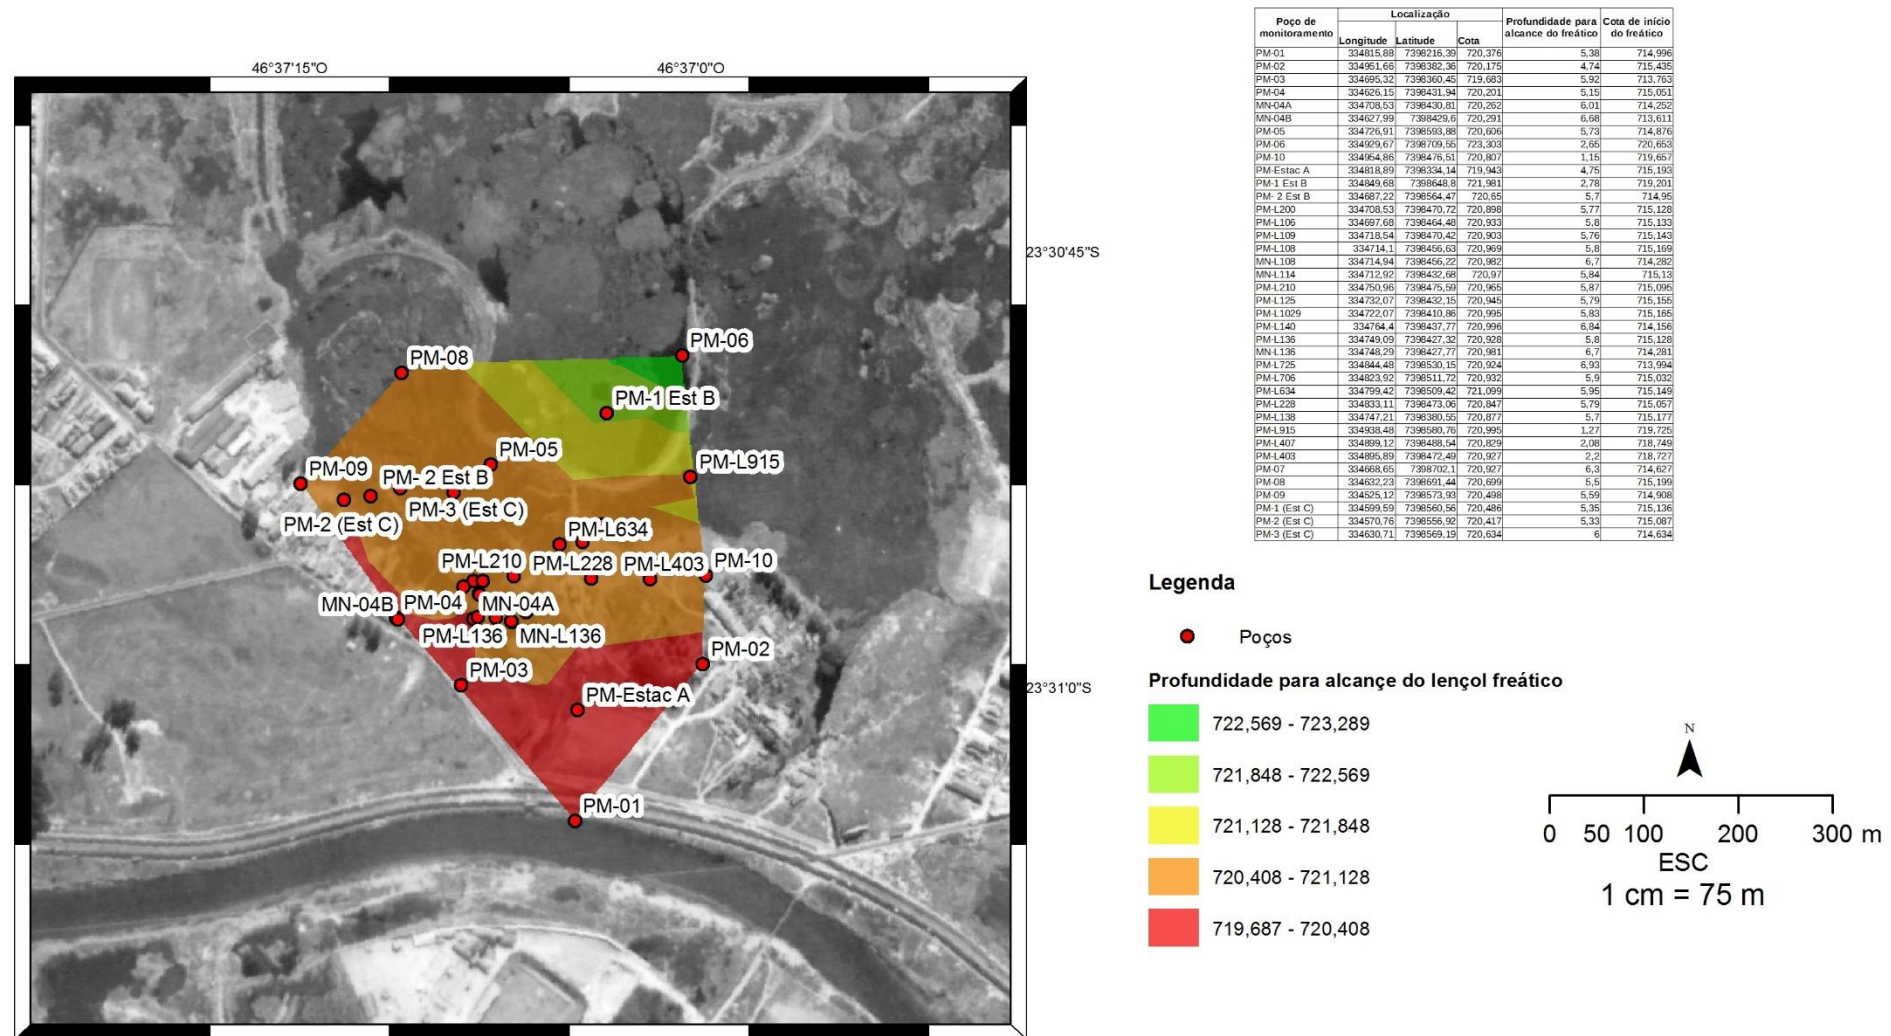 46°37'15"O
46°37'0"O
23°30'45"S
23°31'0"S
PM-06
PM-08
PM-1 Est B
PM-05
PM-L915
PM-09
PM- 2 Est B
PM-3 (Est C)
PM-2 (Est C)
PM-L634
PM-L210
PM-L228
PM-L403
PM-10
MN-04B
PM-04
MN-04A
PM-L136
MN-L136
PM-02
PM-03
PM-Estac A
PM-01
Poço de monitoramento Localização Profundidade para alcance do freático Cota de início do freático
Longitude Latitude Cota
PM-01 334815,88 7398216,39 720,376 5,38 714,996
PM-02 334951,66 7398382,36 720,175 4,74 715,435
PM-03 334695,32 7398360,45 719,683 5,92 713,763
PM-04 334626,15 7398431,94 720,201 5,15 715,051
MN-04A 334708,53 7398430,81 720,262 6,01 714,252
MN-04B 334627,99 7398429,6 720,291 6,68 713,611
PM-05 334726,91 7398593,88 720,606 5,73 714,876
PM-06 334929,67 7398709,55 723,303 2,65 720,653
PM-10 334954,86 7398476,51 720,807 1,15 719,657
PM-Estac A 334818,89 7398334,14 719,943 4,75 715,193
PM-1 Est B 334849,68 7398648,8 721,981 2,78 719,201
PM- 2 Est B 334687,22 7398564,47 720,65 5,7 714,95
PM-L200 334708,53 7398470,72 720,898 5,77 715,128
PM-L106 334697,68 7398464,48 720,933 5,8 715,133
PM-L109 334718,54 7398470,42 720,903 5,76 715,143
PM-L108 334714,1 7398456,63 720,969 5,8 715,169
MN-L108 334714,94 7398456,22 720,982 6,7 714,282
MN-L114 334712,92 7398432,68 720,97 5,84 715,13
PM-L210 334750,96 7398475,59 720,965 5,87 715,095
PM-L125 334732,07 7398432,15 720,945 5,79 715,155
PM-L1029 334722,07 7398410,86 720,995 5,83 715,165
PM-L140 334764,4 7398437,77 720,996 6,84 714,156
PM-L136 334749,09 7398427,32 720,928 5,8 715,128
MN-L136 334748,29 7398427,77 720,981 6,7 714,281
PM-L725 334844,48 7398530,15 720,924 6,93 713,994
PM-L706 334823,92 7398511,72 720,932 5,9 715,032
PM-L634 334799,42 7398509,42 721,099 5,95 715,149
PM-L228 334833,11 7398473,06 720,847 5,79 715,057
PM-L138 334747,21 7398380,55 720,877 5,7 715,177
PM-L915 334938,48 7398580,76 720,995 1,27 719,725
PM-L407 334899,12 7398488,54 720,829 2,08 718,749
PM-L403 334895,89 7398472,49 720,927 2,2 718,727
PM-07 334668,65 7398702,1 720,927 6,3 714,627
PM-08 334632,23 7398691,44 720,699 5,5 715,199
PM-09 334525,12 7398573,93 720,498 5,59 714,908
PM-1 (Est C) 334599,59 7398560,56 720,486 5,35 715,136
PM-2 (Est C) 334570,76 7398556,92 720,417 5,33 715,087
PM-3 (Est C) 334630,71 7398569,19 720,634 6 714,634
Legenda
Poços
Profundidade para alcançe do lençol freático
722,569 - 723,289
721,848 - 722,569
721,128 - 721,848
720,408 - 721,128
719,687 - 720,408
N
0 50 100 200 300 m
ESC
1 cm = 75 m